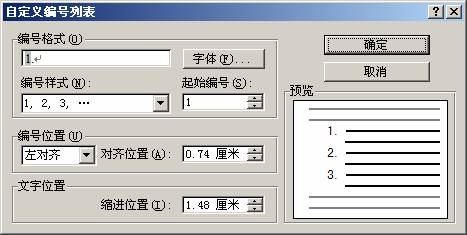 自定义编号列表
编号格式(O)
1.↵
字体(F)...
编号样式(N):
起始编号(S):
1, 2, 3, …
1
编号位置(U)
左对齐
对齐位置(A):
0.74 厘米
文字位置
缩进位置(I):
1.48 厘米
确定
取消
预览
1.
2.
3.